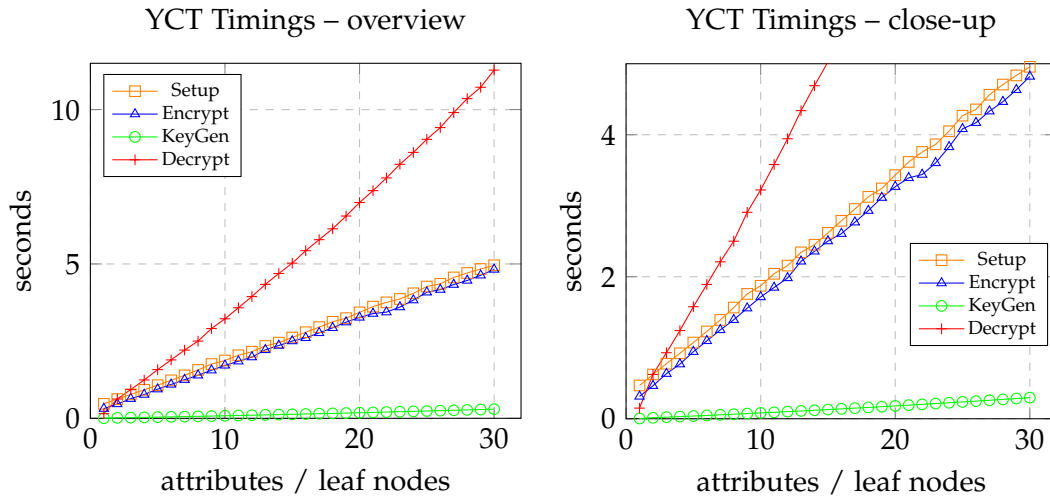 YCT Timings – overview
10
5
0
0
10
20
30
seconds
attributes / leaf nodes
Setup
Encrypt
KeyGen
Decrypt
YCT Timings – close-up
4
2
0
0
10
20
30
seconds
attributes / leaf nodes
Setup
Encrypt
KeyGen
Decrypt